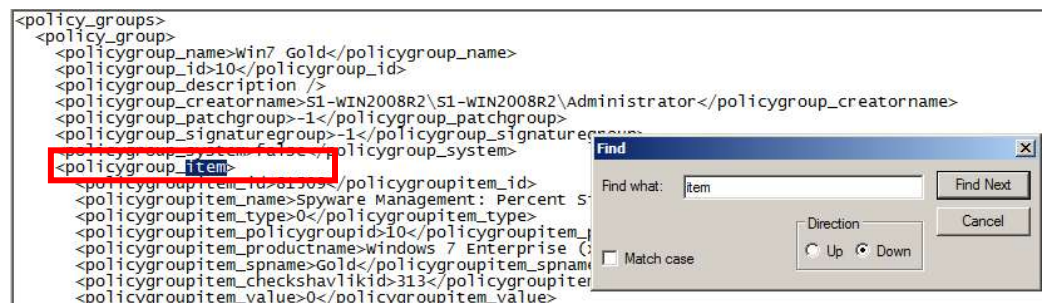 <policy_groups>
<policy_group>
<policygroup_name>Win7 Gold</policygroup_name>
<policygroup_id>10</policygroup_id>
<policygroup_description />
<policygroup_creatorname>S1-WIN2008R2\S1-WIN2008R2\Administrator</policygroup_creatorname>
<policygroup_patchgroup>-1</policygroup_patchgroup>
<policygroup_signaturegroup>-1</policygroup_signaturegroup>
<policygroup_system>false</policygroup_system>
<policygroup_item>
<policygroupitem_id>81509</policygroupitem_id>
<policygroupitem_name>Spyware Management: Percent
<policygroupitem_type>0</policygroupitem_type>
<policygroupitem_policygroupid>10</policygroupitem_
<policygroupitem_productname>Windows 7 Enterprise
<policygroupitem_spname>Gold</policygroupitem_spname
<policygroupitem_checkshavlikid>313</policygroupitem
<policygroupitem_value>0</policygroupitem_value>
Find
Find what: item
Find Next
Cancel
Direction
Up Down
Match case